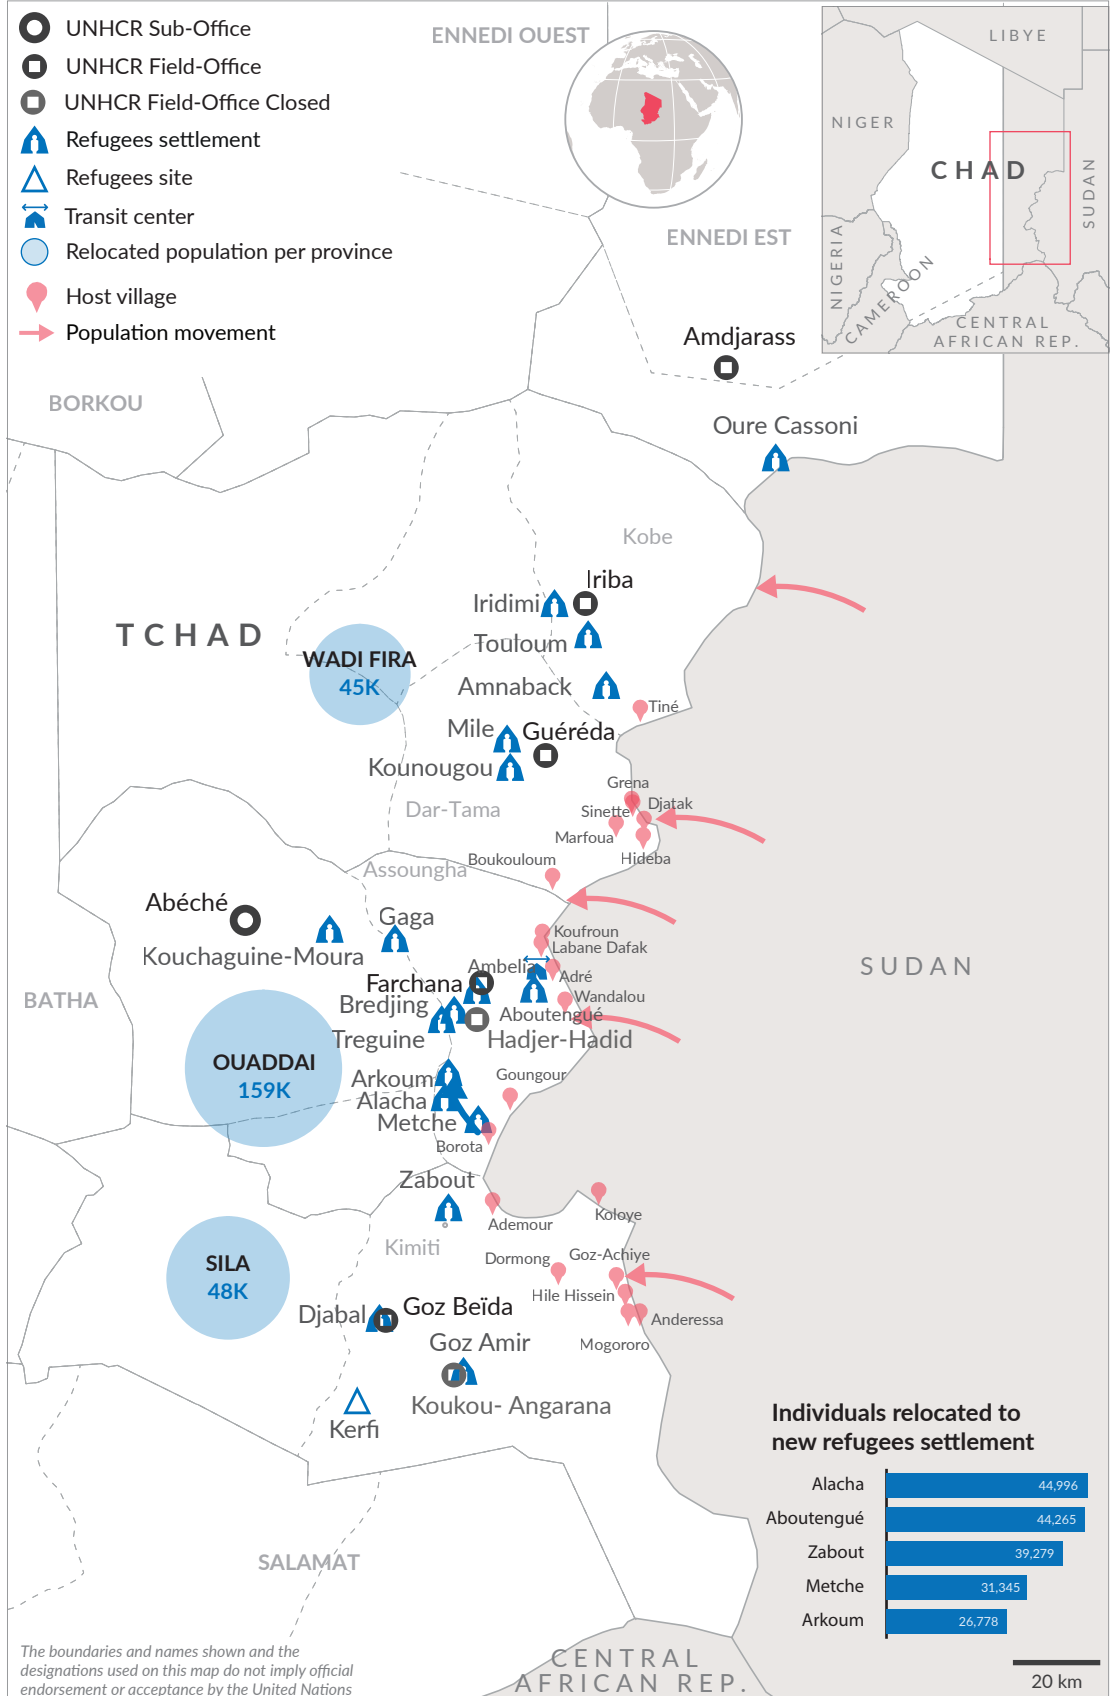 UNHCR Sub-Office
UNHCR Field-Office
UNHCR Field-Office Closed
Refugees settlement
Refugees site
Transit center
Relocated population per province
Host village
Population movement
ENNEDI OUEST
LIBYE
NIGER
CHAD
SUDAN
NIGERIA
CAMEROON
CENTRAL
AFRICAN REP.
ENNEDI EST
Amdjarass
BORKOU
Oure Cassoni
Kobe
Iriba
Iridimi
TCHAD
Touloum
WADI FIRA
45K
Amnaback
Tiné
Mile
Guéréda
Kounougou
Grena
Dar-Tama
Sinette
Djatak
Marfoua
Hideba
Boukouloum
Assoungha
Abéché
Gaga
Koufroun
Labane Dafak
Kouchaguine-Moura
Ambelia
Adré
SUDAN
Farchana
Wandalou
BATHA
Bredjing
Aboutengué
Treguine
Hadjer-Hadid
OUADDAI
159K
Goungour
Arkoum
Alacha
Metche
Borota
Zabout
Ademour
Koloye
Kimiti
Dormong
Goz-Achiye
SILA
48K
Hile Hissein
Djabal
Goz Beïda
Anderessa
Goz Amir
Mogororo
Koukou- Angarana
Kerfi
Individuals relocated to
new refugees settlement
Alacha 44,996
Aboutengué 44,265
Zabout 39,279
Metche 31,345
Arkoum 26,778
SALAMAT
The boundaries and names shown and the
designations used on this map do not imply official
endorsement or acceptance by the United Nations
CENTRAL
AFRICAN REP.
20 km